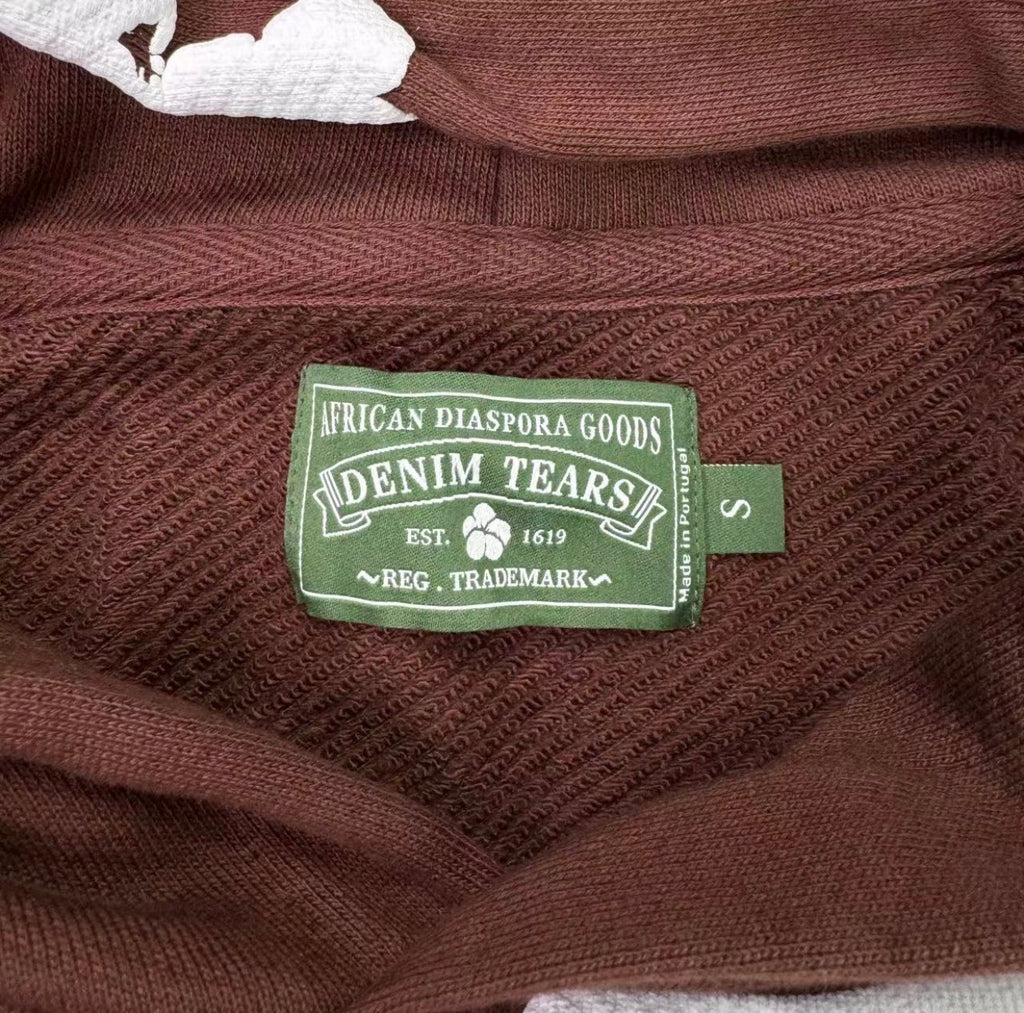 AFRICAN DIASPORA GOODS
DENIM TEARS
EST. 1619
~REG . TRADEMARK~
Made in Portugal
S